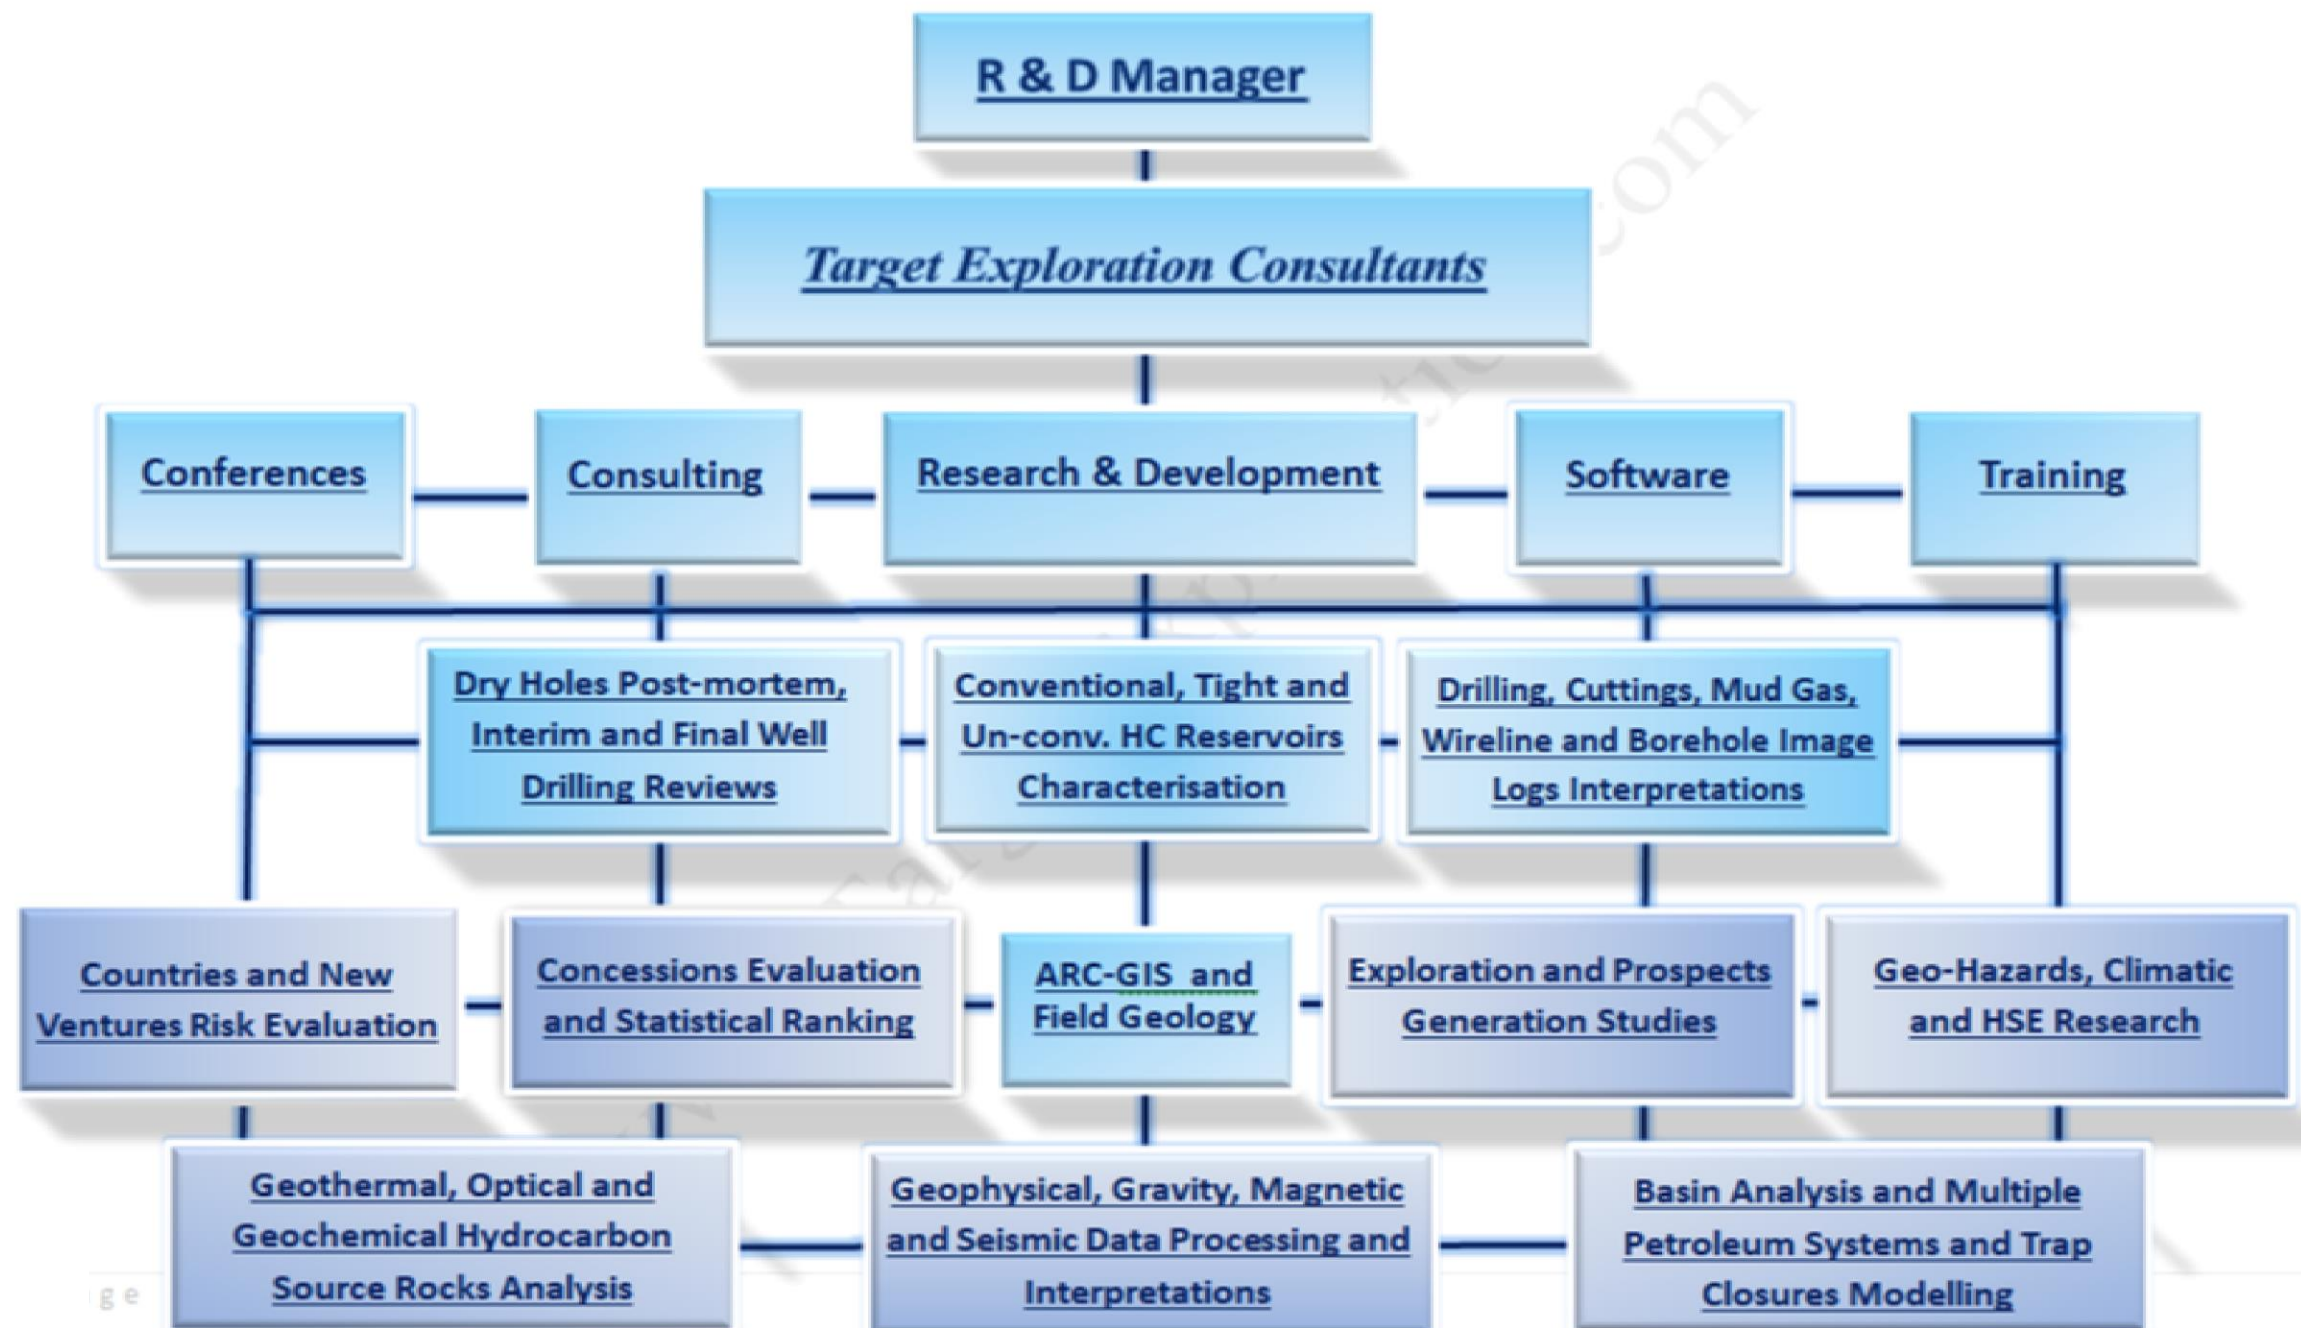 R & D Manager
Target Exploration Consultants
Conferences
Consulting
Research & Development
Software
Training
Dry Holes Post-mortem,
Interim and Final Well
Drilling Reviews
Conventional, Tight and
Un-conv. HC Reservoirs
Characterisation
Drilling, Cuttings, Mud Gas,
Wireline and Borehole Image
Logs Interpretations
Countries and New
Ventures Risk Evaluation
Concessions Evaluation
and Statistical Ranking
ARC-GIS and
Field Geology
Exploration and Prospects
Generation Studies
Geo-Hazards, Climatic
and HSE Research
Geothermal, Optical and
Geochemical Hydrocarbon
Source Rocks Analysis
Geophysical, Gravity, Magnetic
and Seismic Data Processing and
Interpretations
Basin Analysis and Multiple
Petroleum Systems and Trap
Closures Modelling